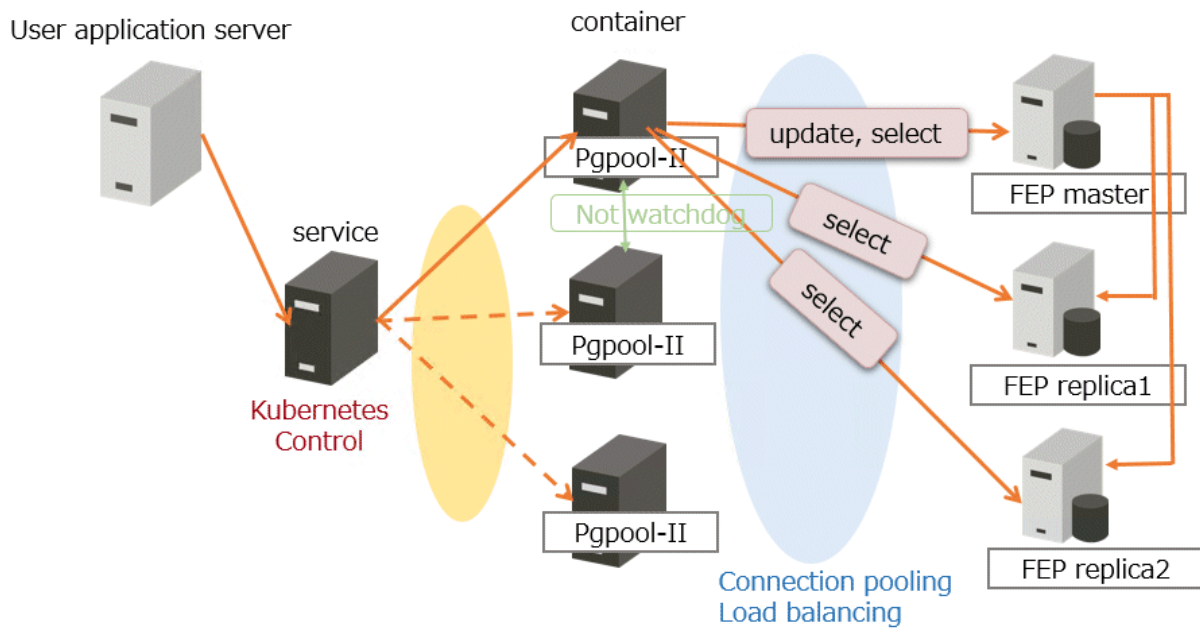 User application server
container
Pgpool-II
update, select
FEP master
Not watchdog
select
service
select
Pgpool-II
FEP replica1
Kubernetes
Control
Pgpool-II
FEP replica2
Connection pooling
Load balancing